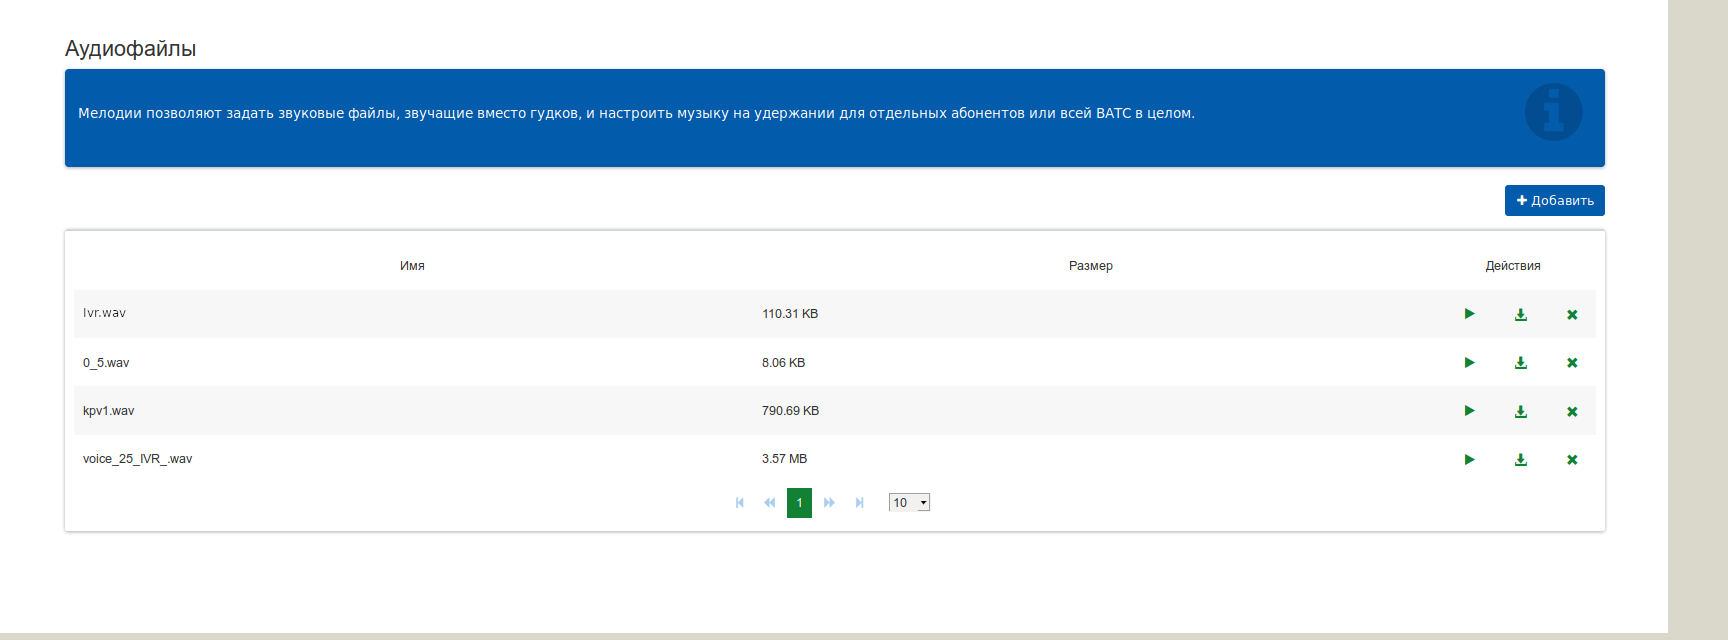 Аудиофайлы
Мелодии позволяют задать звуковые файлы, звучащие вместо гудков, и настроить музыку на удержании для отдельных абонентов или всей ВАТС в целом.
Добавить
Имя Размер Действия
Ivr.wav 110.31 KB
0_5.wav 8.06 KB
kpv1.wav 790.69 KB
voice_25_IVR_.wav 3.57 MB
1 10